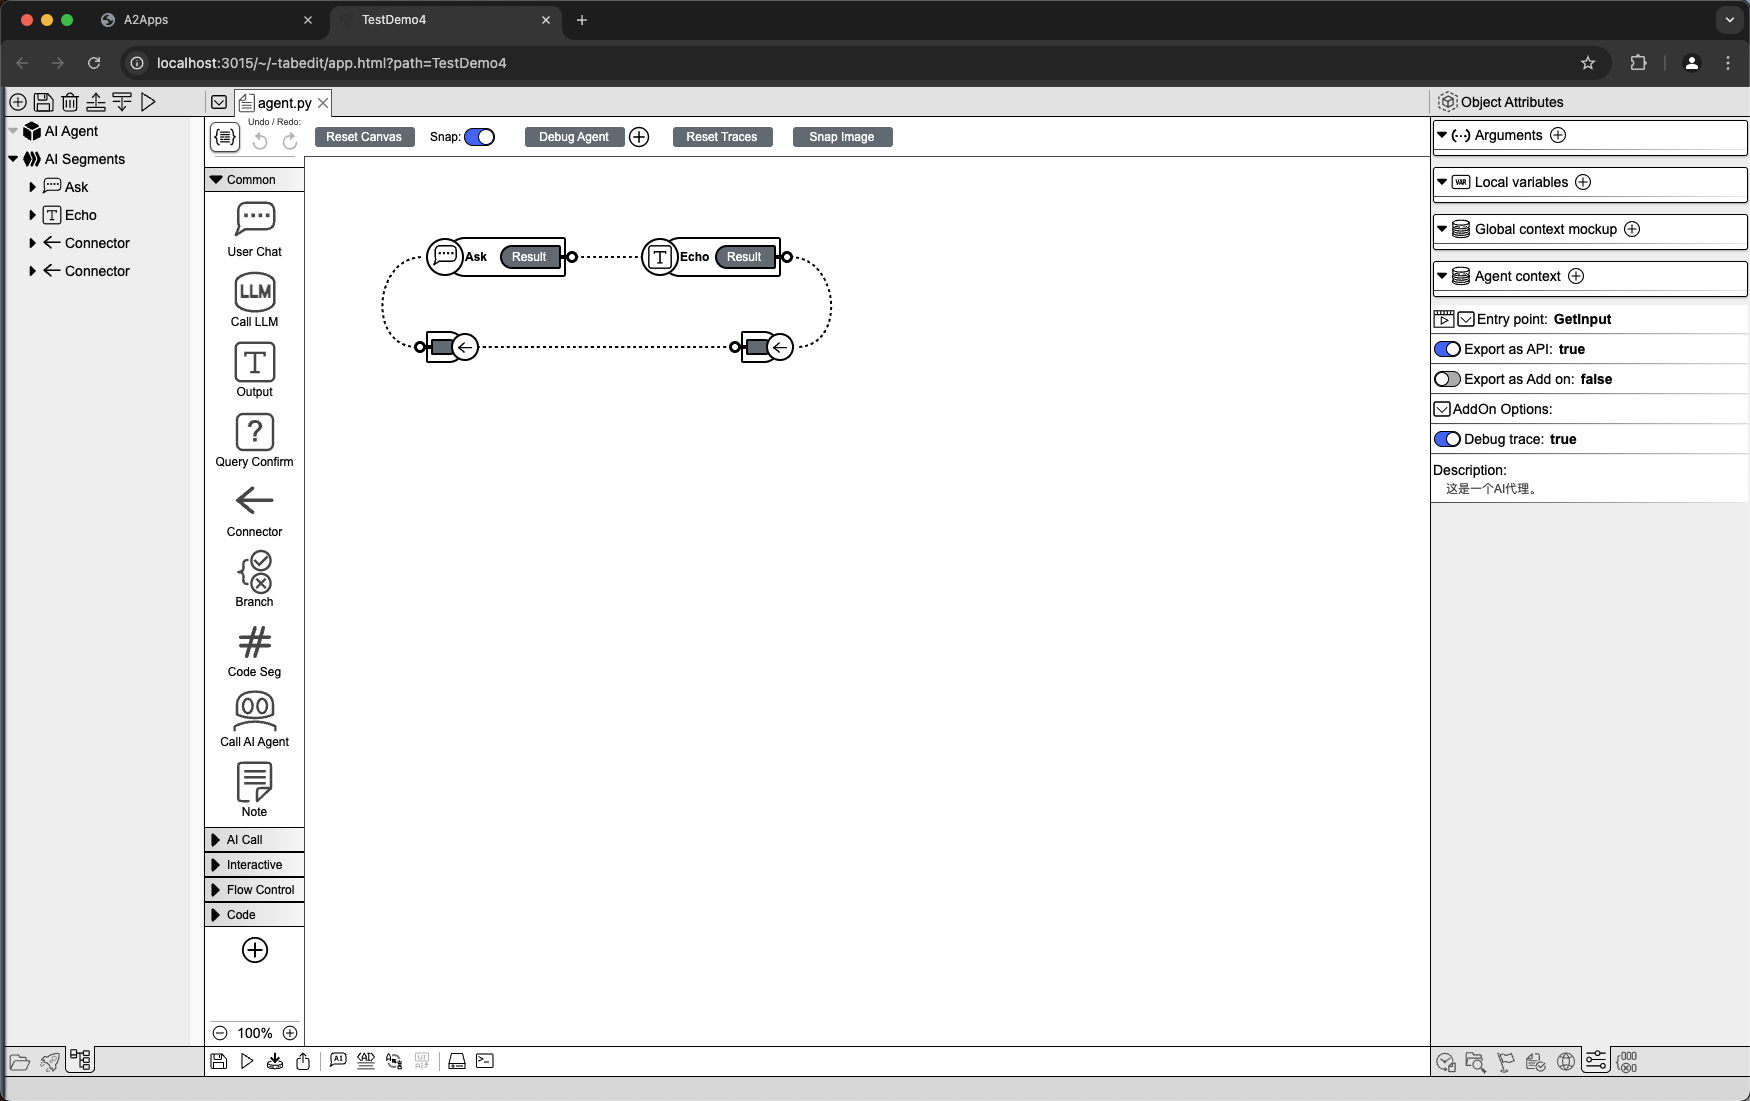 A2Apps
TestDemo4
localhost:3015/~/-tabedit/app.html?path=TestDemo4
agent.py
Object Attributes
AI Agent
AI Segments
Ask
Echo
Connector
Connector
Undo / Redo:
Reset Canvas
Snap:
Debug Agent
Reset Traces
Snap Image
Common
User Chat
LLM
Call LLM
T
Output
?
Query Confirm
Connector
Branch
#
Code Seg
Call AI Agent
Note
AI Call
Interactive
Flow Control
Code
100%
Ask
Result
T
Echo
Result
Arguments
VAR
Local variables
Global context mockup
Agent context
Entry point: GetInput
Export as API: true
Export as Add on: false
AddOn Options:
Debug trace: true
Description:
这是一个AI代理。